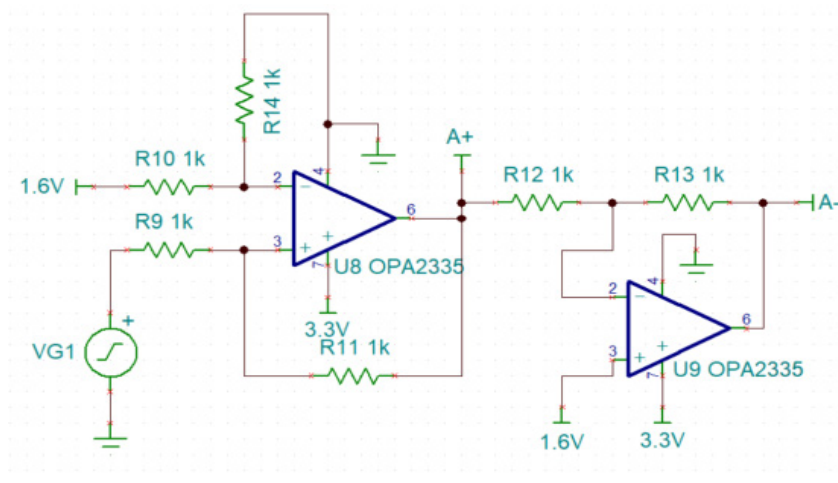 R14 1k
A+
R10 1k
4
R12 1k
R13 1k
1.6V
2
A-
R9 1k
6
3
7
U8 OPA2335
2
4
3.3V
6
VG1
R11 1k
3
7
U9 OPA2335
1.6V
3.3V